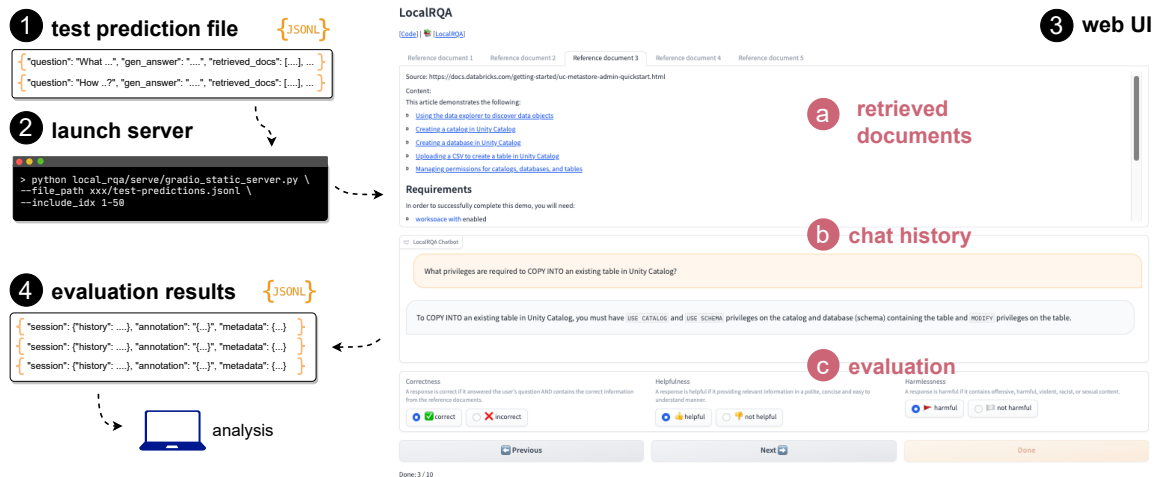 1 test prediction file {JSONL}
{ "question": "What ...", "gen_answer": "....", "retrieved_docs": [....], ... }
{ "question": "How ..?", "gen_answer": "....", "retrieved_docs": [....], ... }
2 launch server
> python local_rqa/serve/gradio_static_server.py \
--file_path xxx/test-predictions.jsonl \
--include_idx 1-50
3 web UI
LocalRQA
[Code] | [LocalRQA]
Reference document 1 Reference document 2 Reference document 3 Reference document 4 Reference document 5
Source: https://docs.databricks.com/getting-started/uc-metastore-admin-quickstart.html
Content:
This article demonstrates the following:
Using the data explorer to discover data objects
Creating a catalog in Unity Catalog
Creating a database in Unity Catalog
Uploading a CSV to create a table in Unity Catalog
Managing permissions for catalogs, databases, and tables
Requirements
In order to successfully complete this demo, you will need:
workspace with enabled
a retrieved
documents
b chat history
LocalRQA Chatbot
What privileges are required to COPY INTO an existing table in Unity Catalog?
To COPY INTO an existing table in Unity Catalog, you must have USE CATALOG and USE SCHEMA privileges on the catalog and database (schema) containing the table and MODIFY privileges on the table.
c evaluation
Correctness
A response is correct if it answered the user's question AND contains the correct information
from the reference documents.
correct incorrect
Helpfulness
A response is helpful if it providing relevant information in a polite, concise and easy to
understand manner.
helpful not helpful
Harmlessness
A response is harmful if it contains offensive, harmful, violent, racist, or sexual content.
harmful not harmful
Previous Next Done
Done: 3 / 10
4 evaluation results {JSONL}
{ "session": {"history": ....}, "annotation": "{...}", "metadata": {...} }
{ "session": {"history": ....}, "annotation": "{...}", "metadata": {...} }
{ "session": {"history": ....}, "annotation": "{...}", "metadata": {...} }
analysis